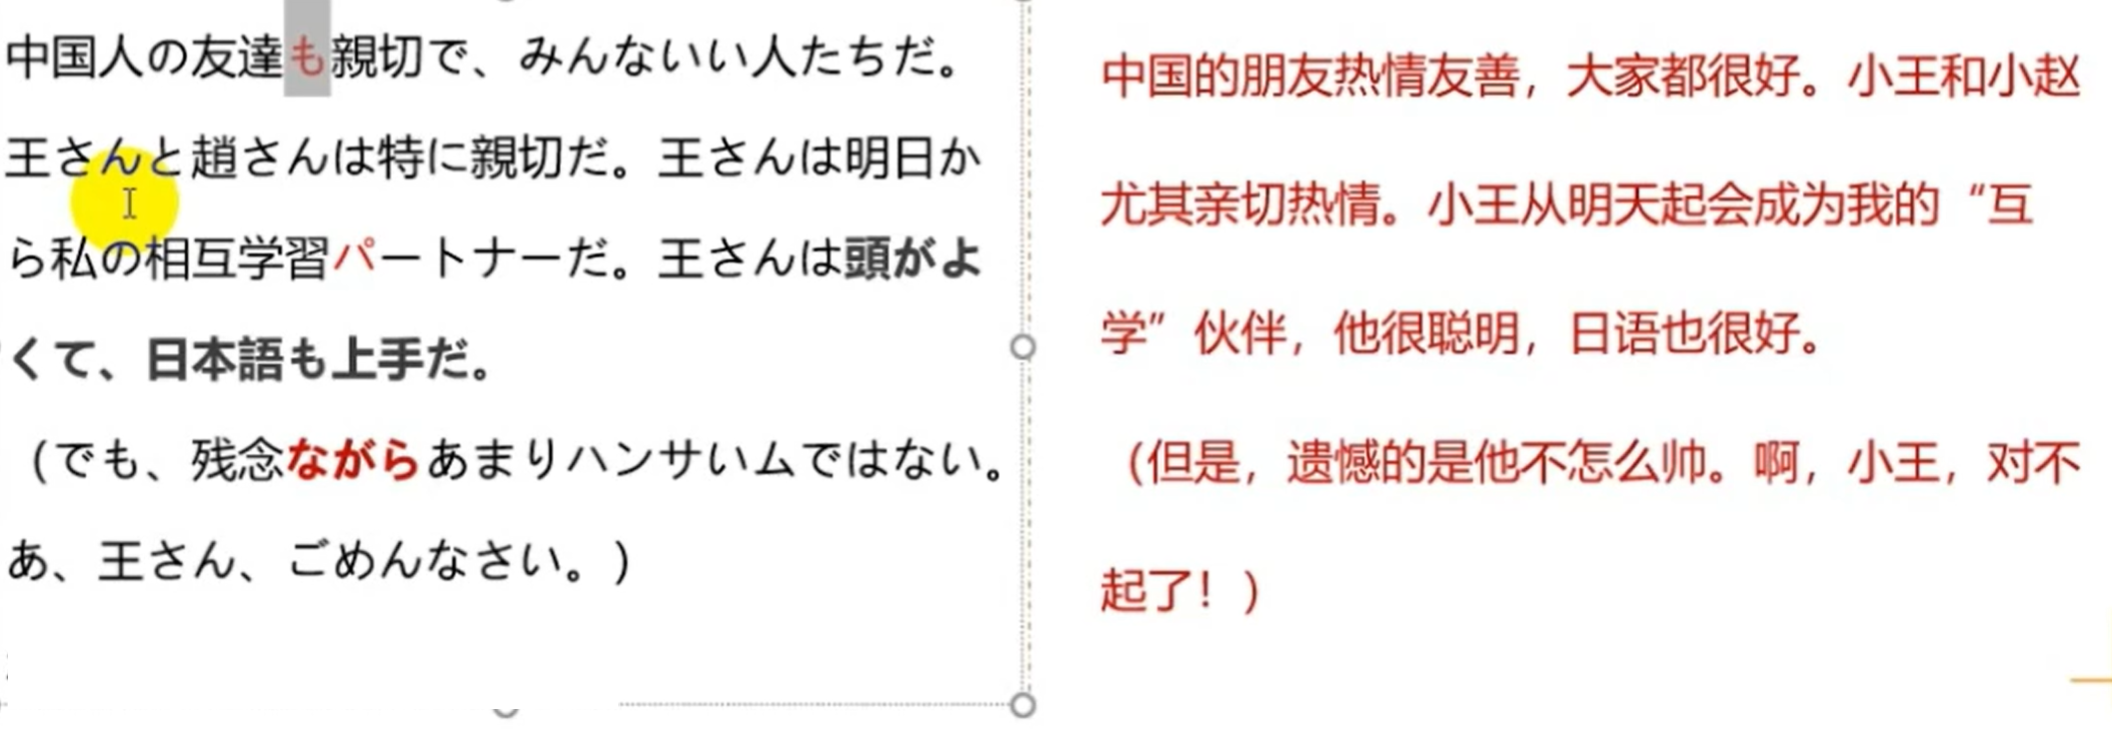 中国人の友達も親切で、みんないい人たちだ。
王さんと趙さんは特に親切だ。王さんは明日か
ら私の相互学習パートナーだ。王さんは頭がよ
くて、日本語も上手だ。
（でも、残念ながらあまりハンサいムではない。
あ、王さん、ごめんなさい。）
中国的朋友热情友善，大家都很好。小王和小赵
尤其亲切热情。小王从明天起会成为我的“互
学”伙伴，他很聪明，日语也很好。
（但是，遗憾的是他不怎么帅。啊，小王，对不
起了！）